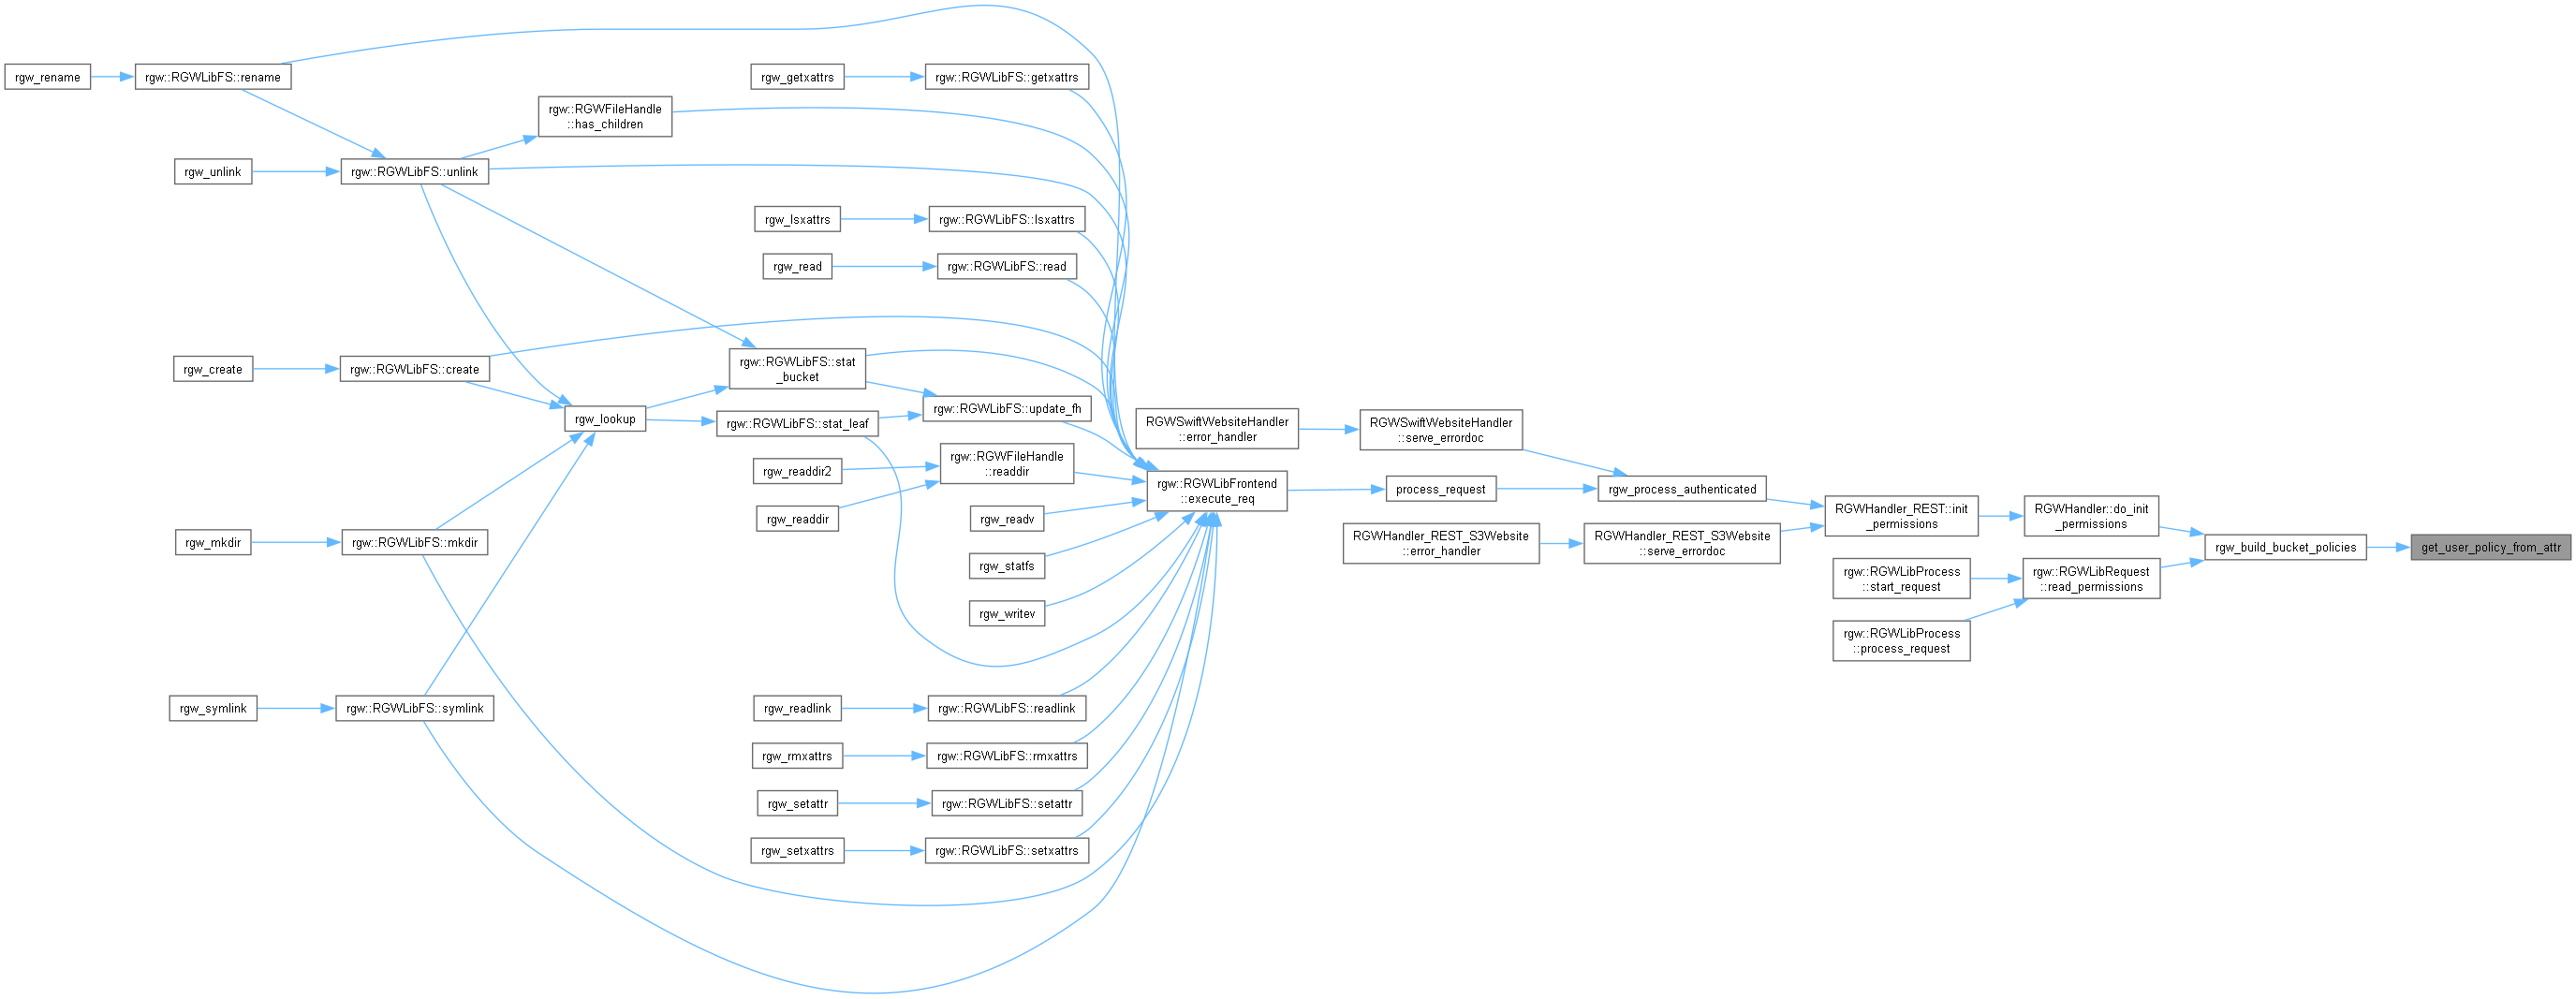 rgw_rename
rgw::RGWLibFS::rename
rgw_unlink
rgw::RGWLibFS::unlink
rgw_create
rgw::RGWLibFS::create
rgw_mkdir
rgw::RGWLibFS::mkdir
rgw_symlink
rgw::RGWLibFS::symlink
rgw::RGWFileHandle
::has_children
rgw_lookup
rgw_getxattrs
rgw::RGWLibFS::getxattrs
rgw_lsxattrs
rgw::RGWLibFS::lsxattrs
rgw_read
rgw::RGWLibFS::read
rgw::RGWLibFS::stat
_bucket
rgw::RGWLibFS::update_fh
rgw::RGWLibFS::stat_leaf
rgw_readdir2
rgw::RGWFileHandle
::readdir
rgw_readdir
rgw_readv
rgw_statfs
rgw_writev
rgw_readlink
rgw::RGWLibFS::readlink
rgw_rmxattrs
rgw::RGWLibFS::rmxattrs
rgw_setattr
rgw::RGWLibFS::setattr
rgw_setxattrs
rgw::RGWLibFS::setxattrs
rgw::RGWLibFrontend
::execute_req
RGWSwiftWebsiteHandler
::error_handler
RGWSwiftWebsiteHandler
::serve_errordoc
process_request
rgw_process_authenticated
RGWHandler_REST_S3Website
::error_handler
RGWHandler_REST_S3Website
::serve_errordoc
RGWHandler_REST::init
_permissions
RGWHandler::do_init
_permissions
rgw::RGWLibProcess
::start_request
rgw::RGWLibRequest
::read_permissions
rgw::RGWLibProcess
::process_request
rgw_build_bucket_policies
get_user_policy_from_attr